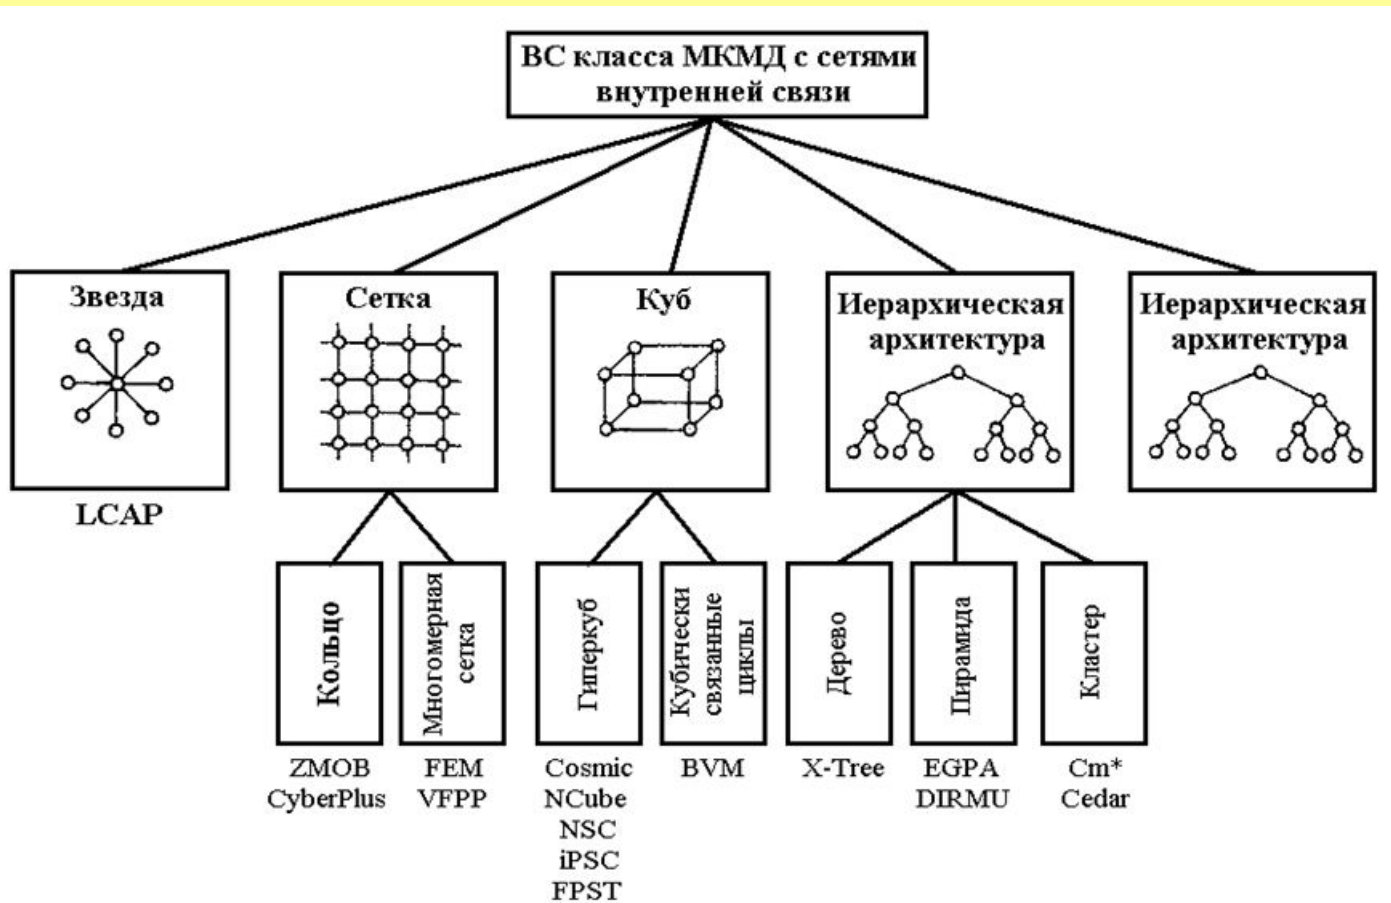 ВС класса МКМД с сетями
внутренней связи
Звезда
LCAP
Сетка
Куб
Иерархическая
архитектура
Иерархическая
архитектура
Кольцо
ZMOB
CyberPlus
Многомерная
сетка
FEM
VFPP
Гиперкуб
Cosmic
NCube
NSC
iPSC
FPST
Кубически
связанные
циклы
BVM
Дерево
X-Tree
Пирамида
EGPA
DIRMU
Кластер
Cm*
Cedar